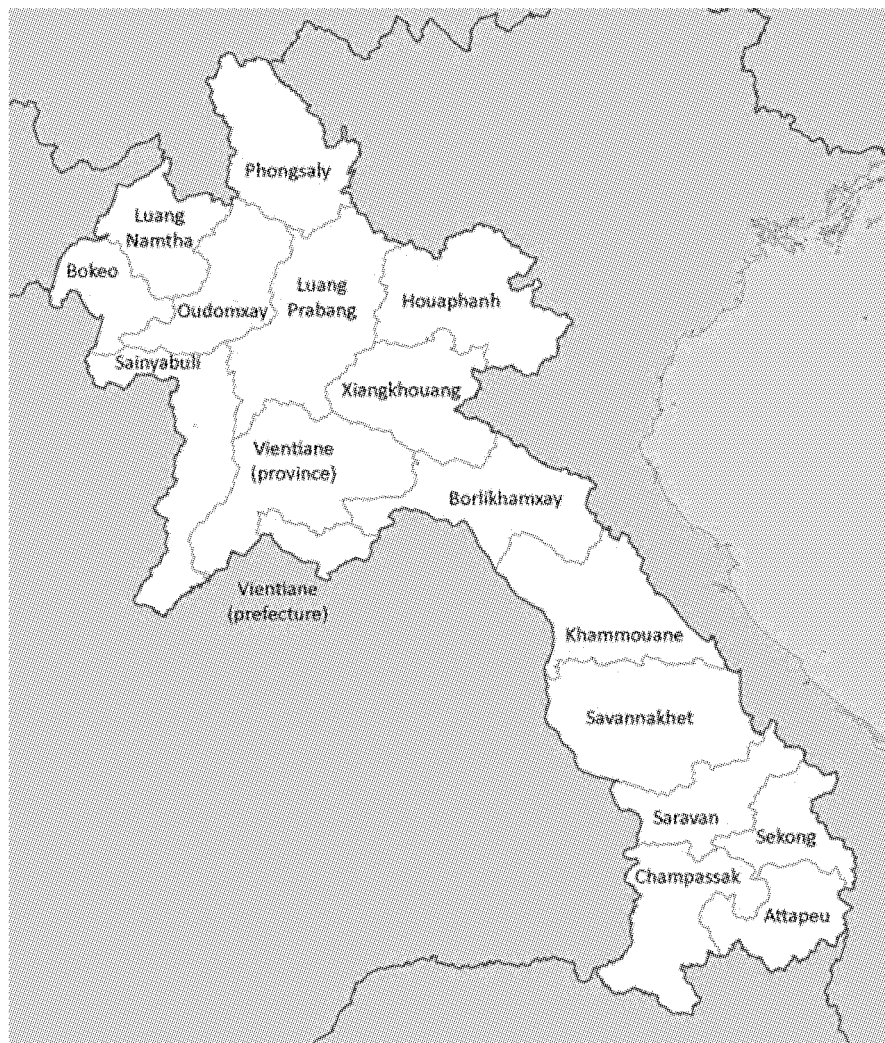 Phongsaly
Luang
Namtha
Bokeo
Oudomxay
Luang
Prabang
Houaphanh
Sainyabuli
Xiangkhouang
Vientiane
(province)
Borlikhamxay
Vientiane
(prefecture)
Khammouane
Savannakhet
Saravan
Sekong
Champassak
Attapeu